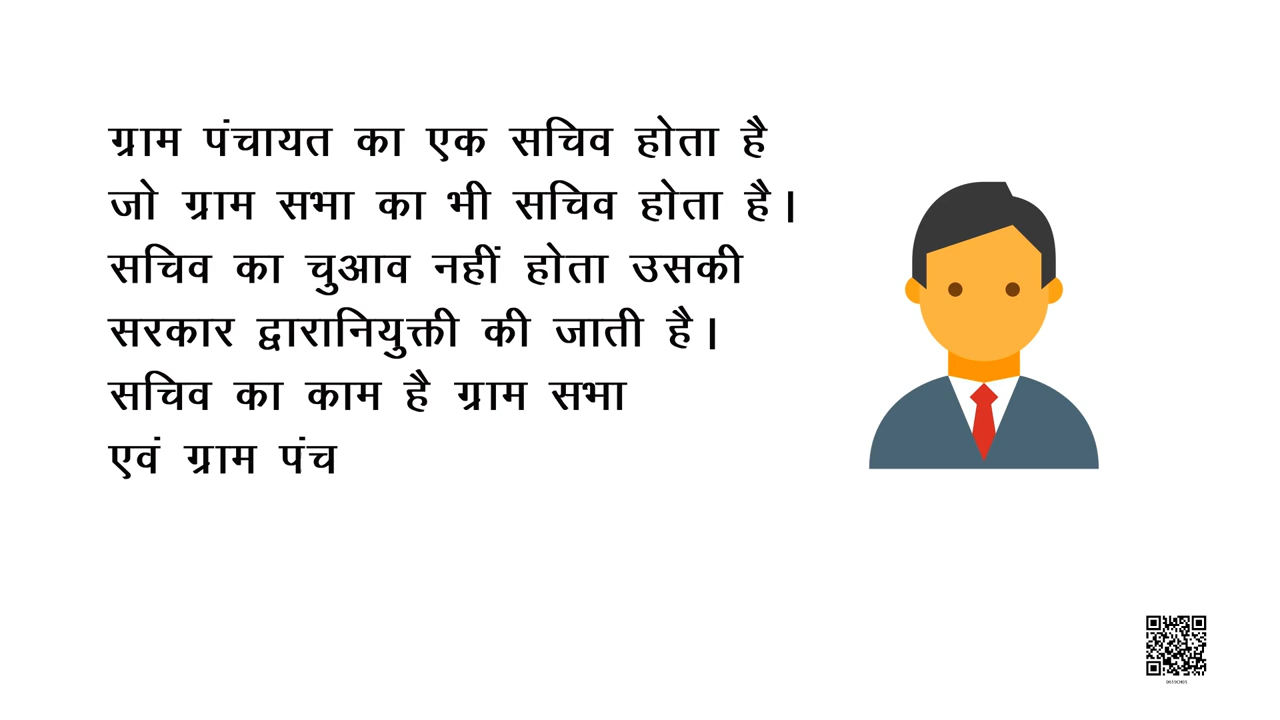 ग्राम पंचायत का एक सचिव होता है
जो ग्राम सभा का भी सचिव होता है।
सचिव का चुआव नहीं होता उसकी
सरकार द्वारानियुक्ती की जाती है।
सचिव का काम है ग्राम सभा
एवं ग्राम पंच